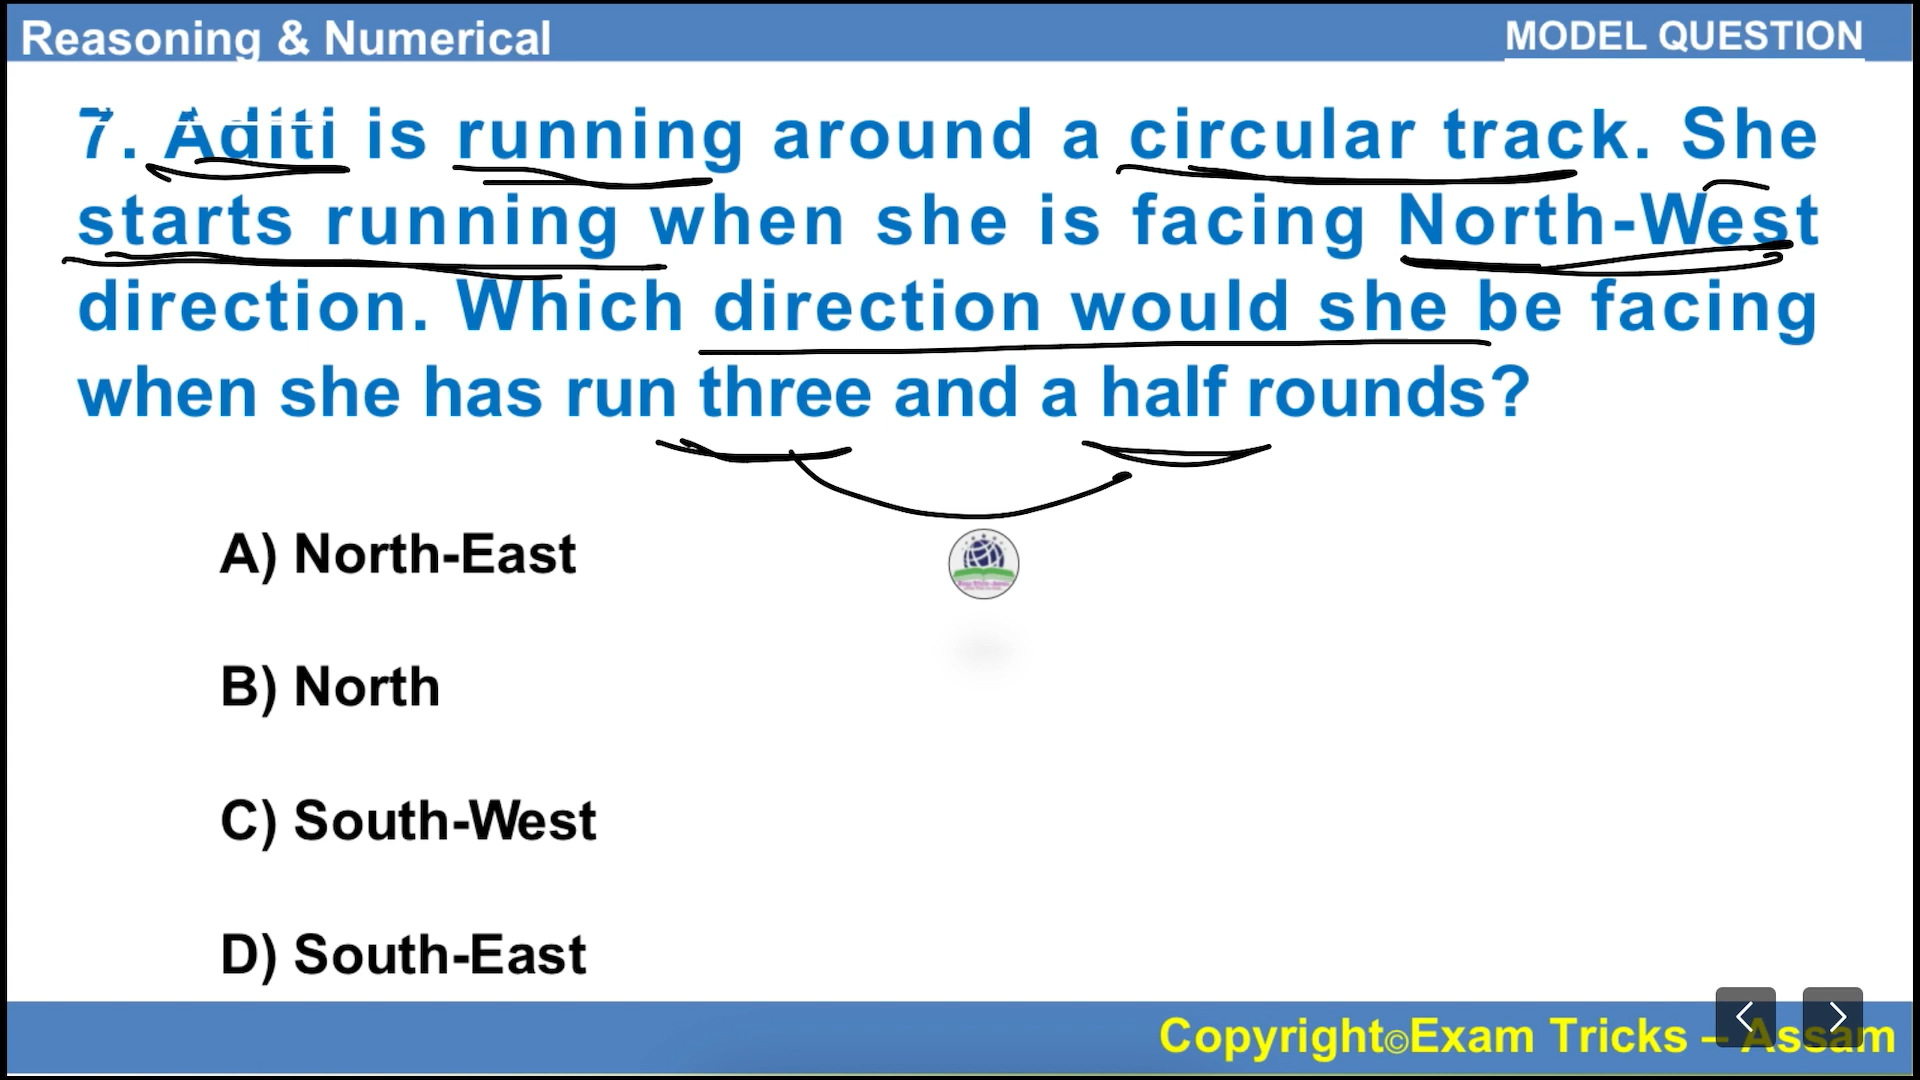 Reasoning & Numerical
MODEL QUESTION
7. Aditi is running around a circular track. She
starts running when she is facing North-West
direction. Which direction would she be facing
when she has run three and a half rounds?
A) North-East
B) North
C) South-West
D) South-East
Copyright©Exam Tricks – Assam